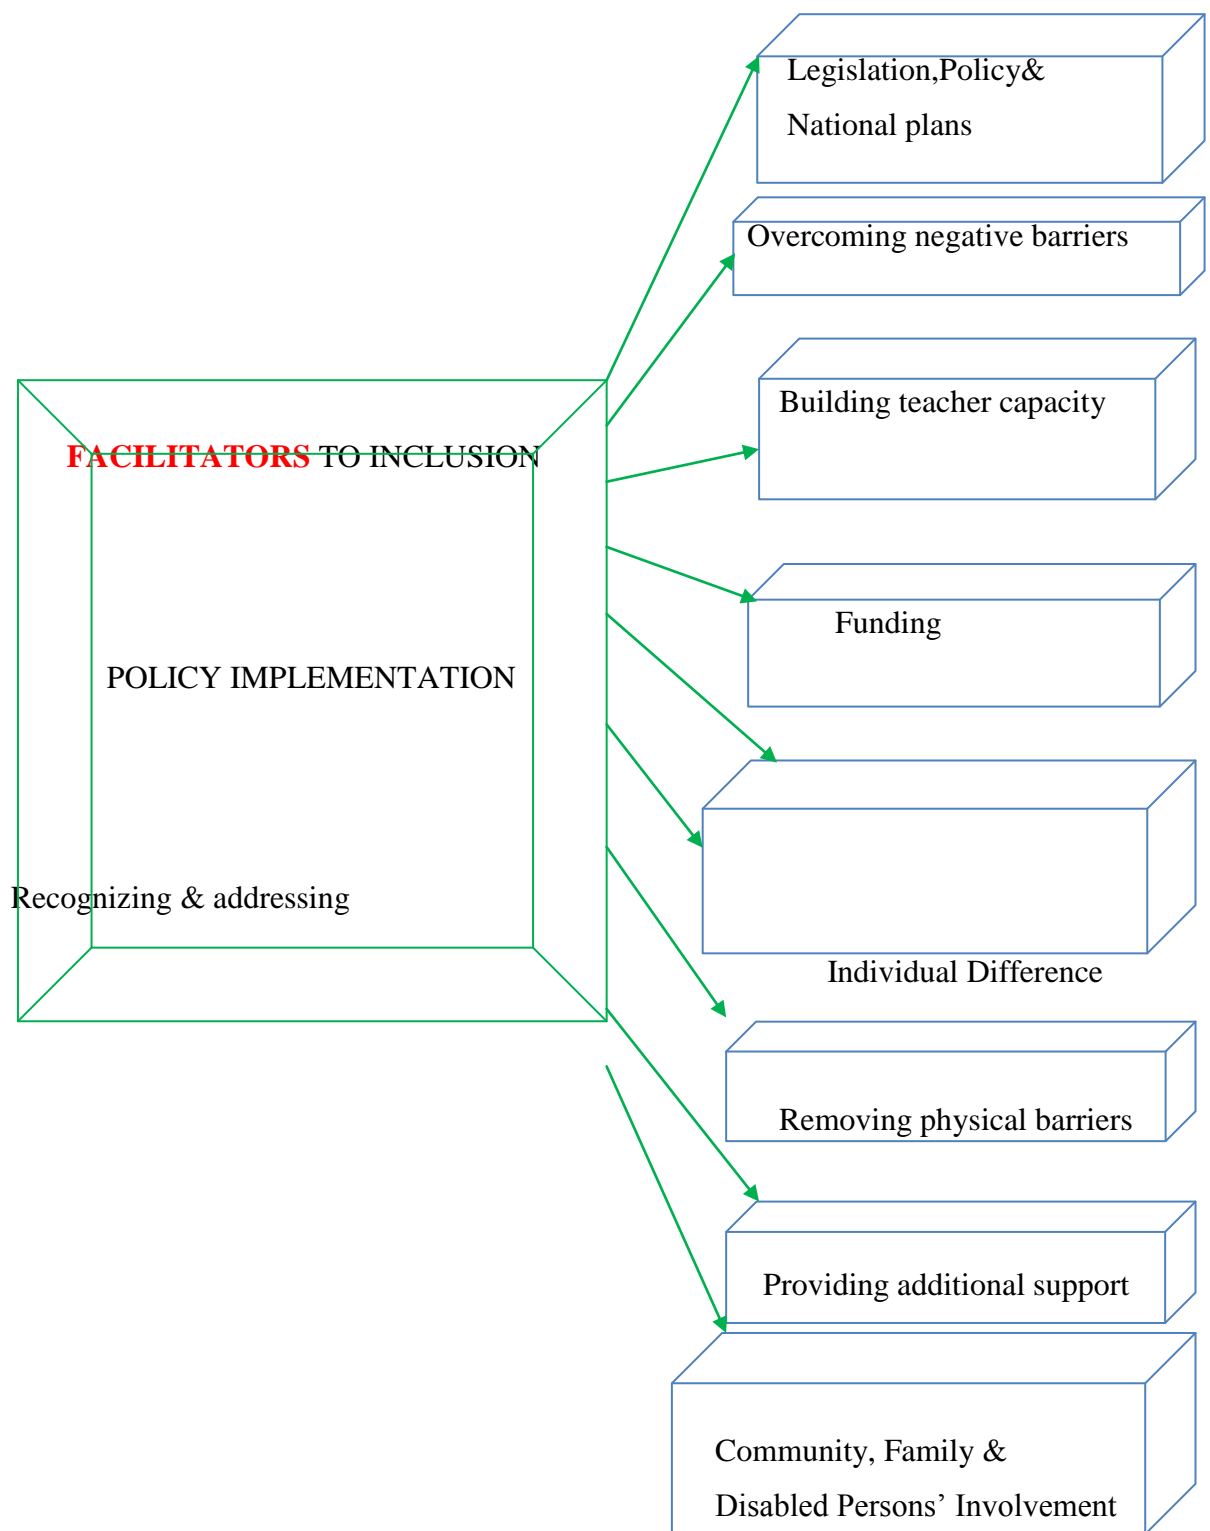 Legislation,Policy&
National plans
Overcoming negative barriers
Building teacher capacity
FACILITATORS TO INCLUSION
Funding
POLICY IMPLEMENTATION
Recognizing & addressing
Individual Difference
Removing physical barriers
Providing additional support
Community, Family &
Disabled Persons’ Involvement